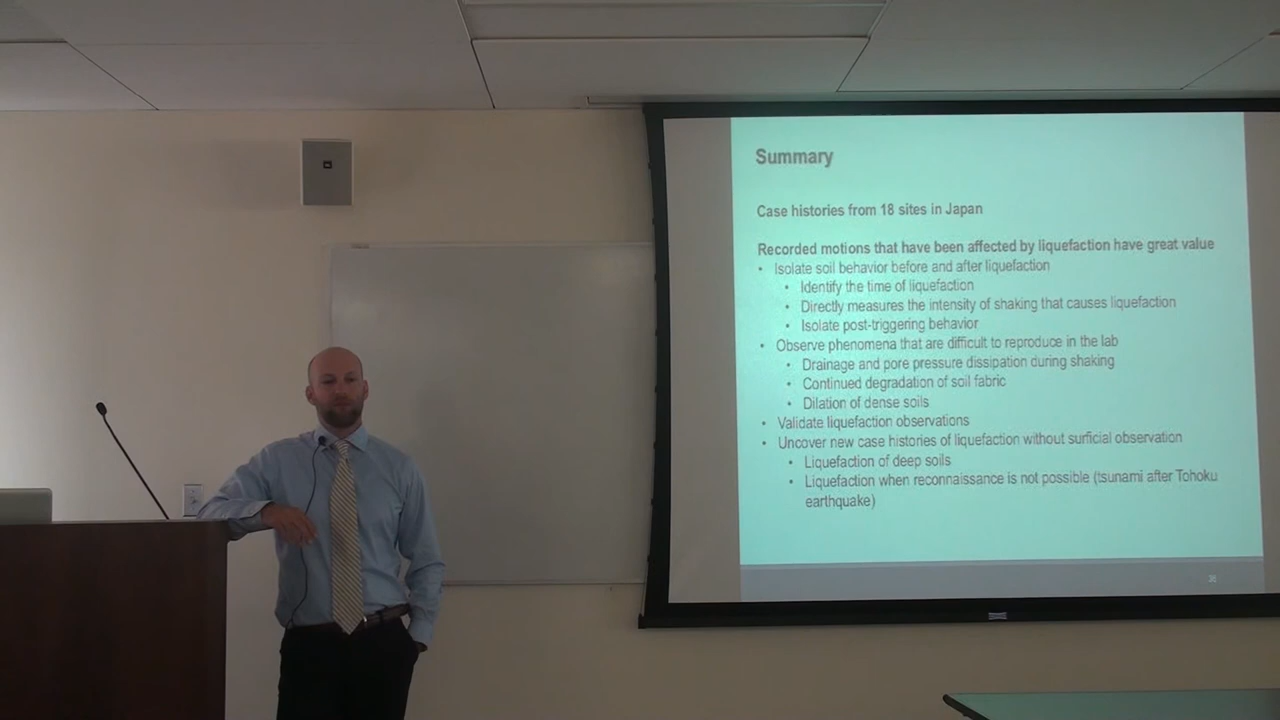 Summary
Case histories from 18 sites in Japan
Recorded motions that have been affected by liquefaction have great value
• Isolate soil behavior before and after liquefaction
• Identify the time of liquefaction
• Directly measures the intensity of shaking that causes liquefaction
• Isolate post-triggering behavior
• Observe phenomena that are difficult to reproduce in the lab
• Drainage and pore pressure dissipation during shaking
• Continued degradation of soil fabric
• Dilation of dense soils
• Validate liquefaction observations
• Uncover new case histories of liquefaction without surficial observation
• Liquefaction of deep soils
• Liquefaction when reconnaissance is not possible (tsunami after Tohoku
earthquake)